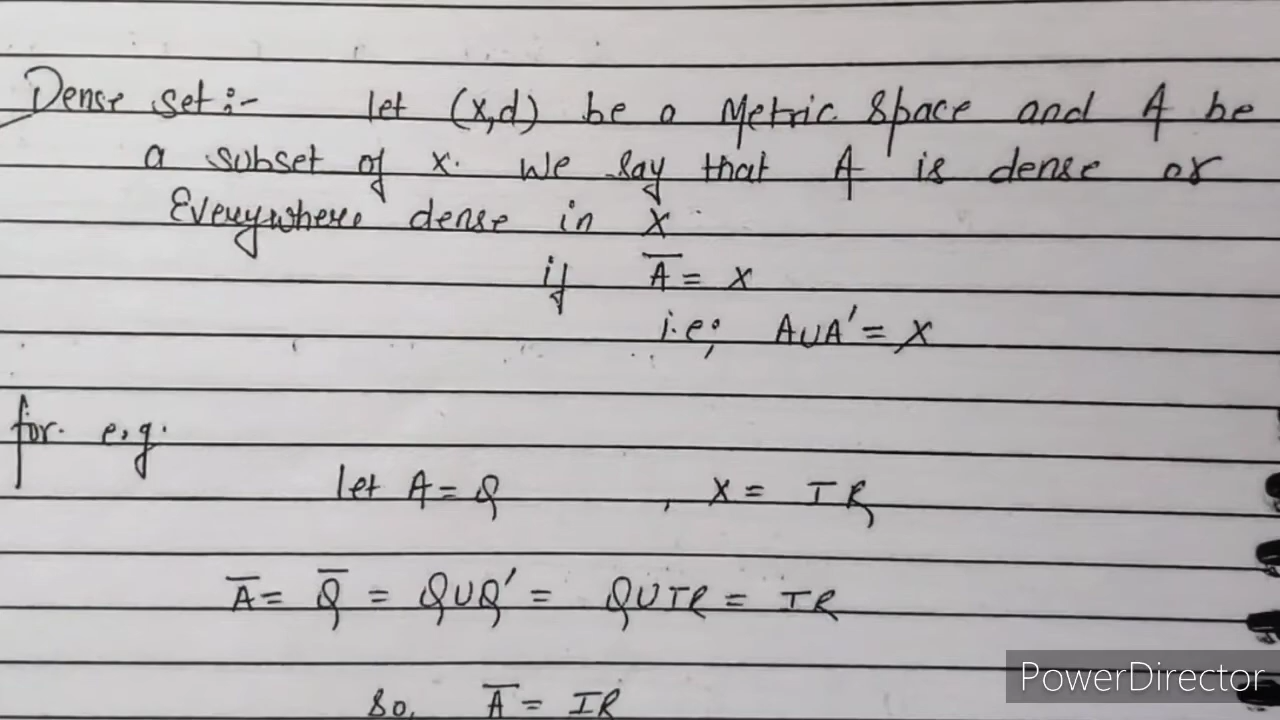 Dense set :- let (X,d) be a Metric Space and A be
a subset of X. We say that A is dense or
Everywhere dense in X
if A̅ = X
i.e; A∪A' = X
for e.g.
let A = Q , X = IR
A̅ = Q̅ = Q∪Q' = Q∪IR = IR
so, A̅ = IR
PowerDirector